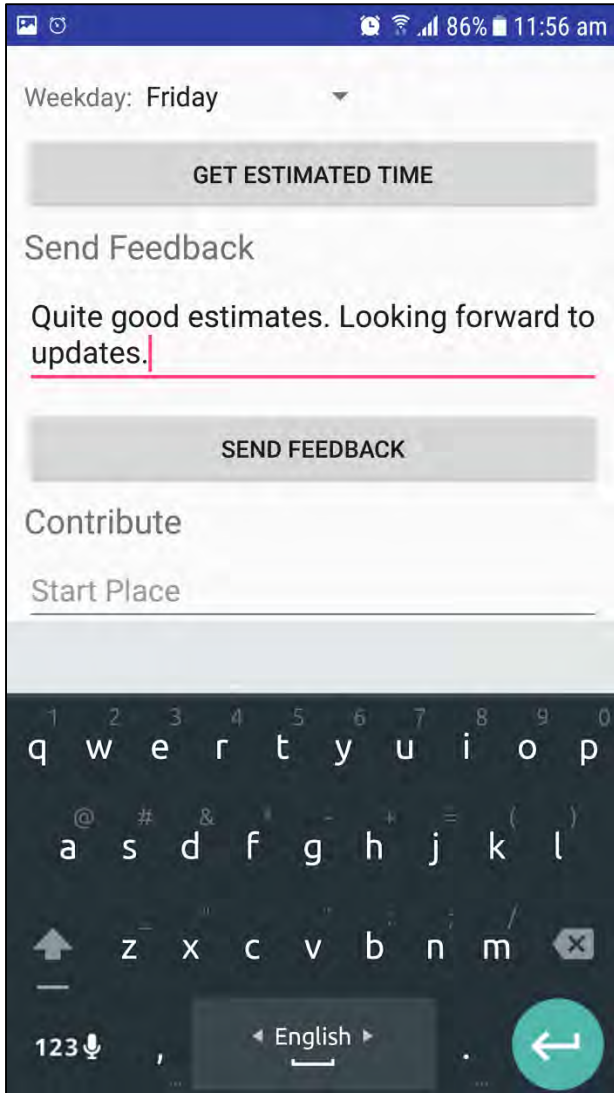 86% 11:56 am
Weekday: Friday
GET ESTIMATED TIME
Send Feedback
Quite good estimates. Looking forward to
updates.
SEND FEEDBACK
Contribute
Start Place
1 2 3 4 5 6 7 8 9 0
q w e r t y u i o p
@ # & * - + = ( )
a s d f g h j k l
_ " ' : ; /
z x c v b n m
123 , English .